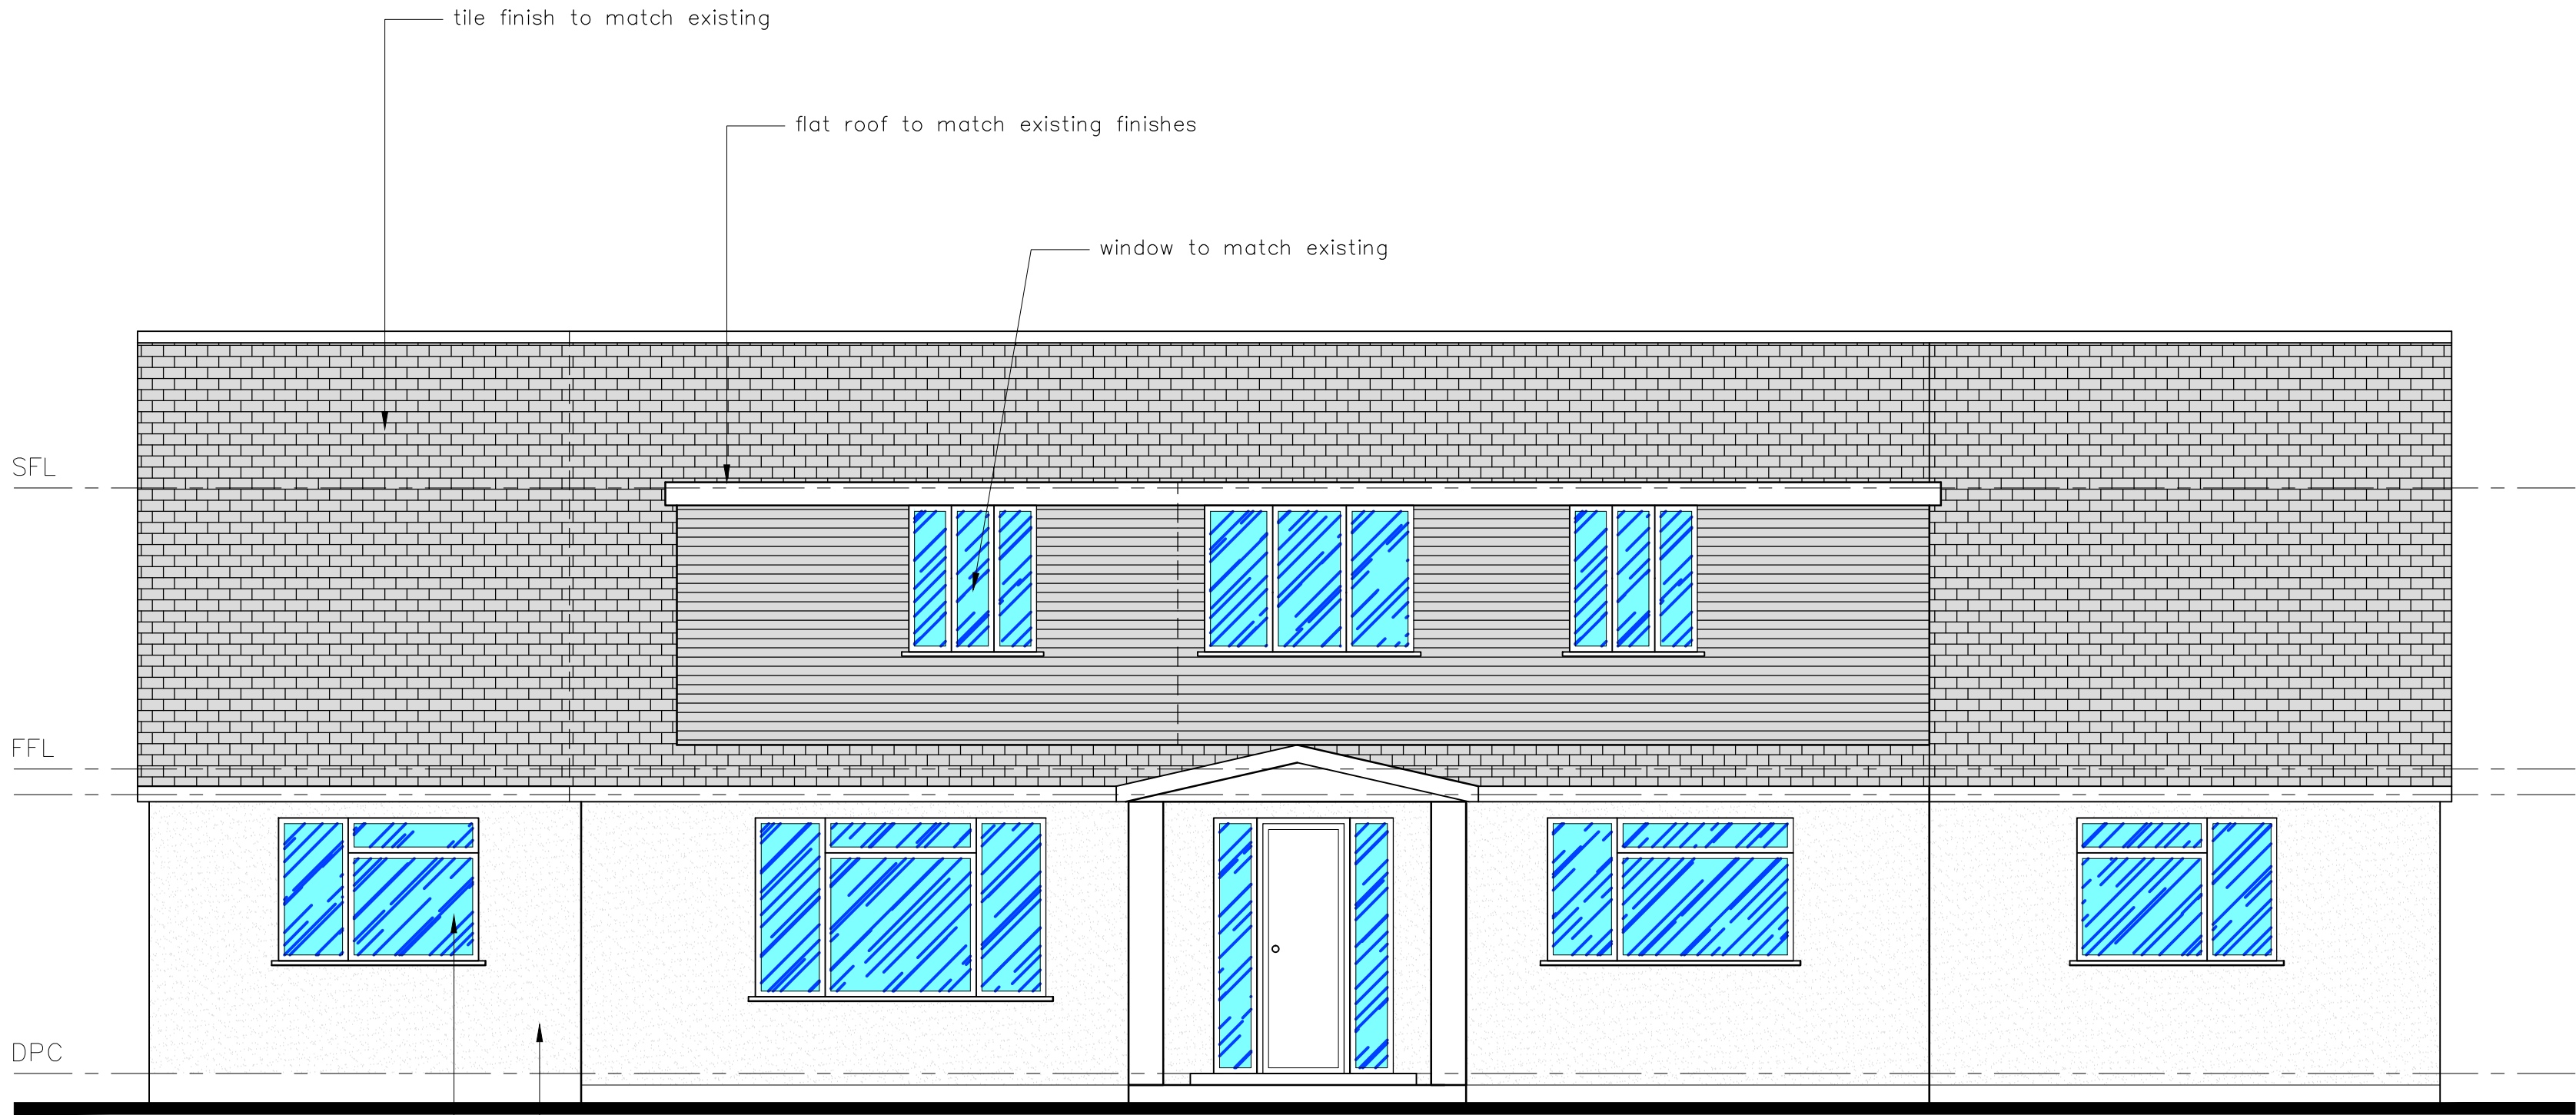 tile finish to match existing
flat roof to match existing finishes
window to match existing
SFL
FFL
DPC